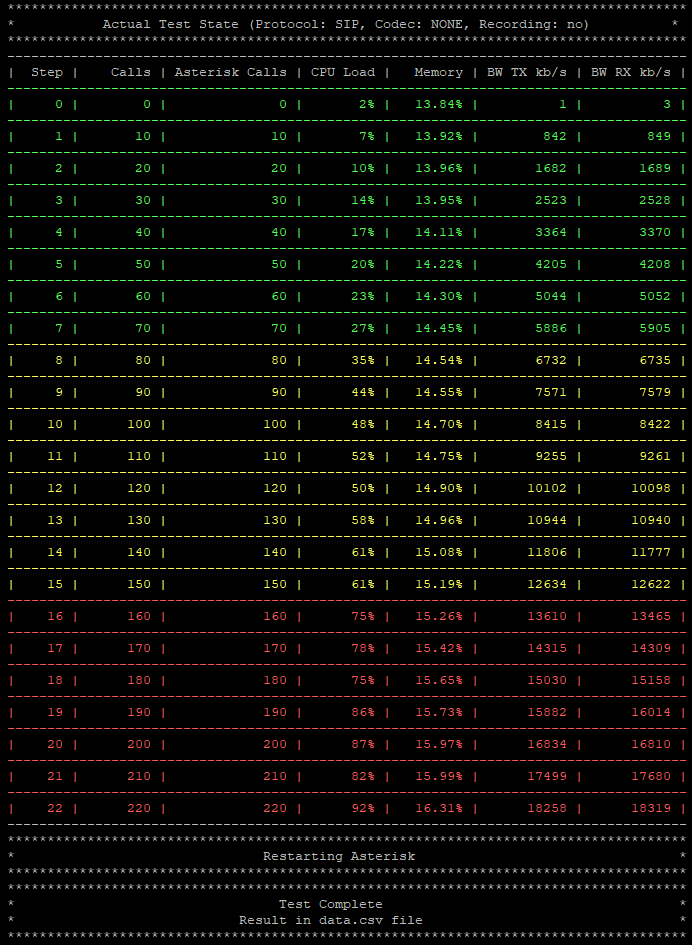 *************************************************************************************
*           Actual Test State (Protocol: SIP, Codec: NONE, Recording: no)          *
*************************************************************************************
-------------------------------------------------------------------------------------
|  Step |    Calls | Asterisk Calls | CPU Load |   Memory | BW TX kb/s | BW RX kb/s |
-------------------------------------------------------------------------------------
|     0 |        0 |              0 |       2% |   13.84% |          1 |          3 |
-------------------------------------------------------------------------------------
|     1 |       10 |             10 |       7% |   13.92% |        842 |        849 |
-------------------------------------------------------------------------------------
|     2 |       20 |             20 |      10% |   13.96% |       1682 |       1689 |
-------------------------------------------------------------------------------------
|     3 |       30 |             30 |      14% |   13.95% |       2523 |       2528 |
-------------------------------------------------------------------------------------
|     4 |       40 |             40 |      17% |   14.11% |       3364 |       3370 |
-------------------------------------------------------------------------------------
|     5 |       50 |             50 |      20% |   14.22% |       4205 |       4208 |
-------------------------------------------------------------------------------------
|     6 |       60 |             60 |      23% |   14.30% |       5044 |       5052 |
-------------------------------------------------------------------------------------
|     7 |       70 |             70 |      27% |   14.45% |       5886 |       5905 |
-------------------------------------------------------------------------------------
|     8 |       80 |             80 |      35% |   14.54% |       6732 |       6735 |
-------------------------------------------------------------------------------------
|     9 |       90 |             90 |      44% |   14.55% |       7571 |       7579 |
-------------------------------------------------------------------------------------
|    10 |      100 |            100 |      48% |   14.70% |       8415 |       8422 |
-------------------------------------------------------------------------------------
|    11 |      110 |            110 |      52% |   14.75% |       9255 |       9261 |
-------------------------------------------------------------------------------------
|    12 |      120 |            120 |      50% |   14.90% |      10102 |      10098 |
-------------------------------------------------------------------------------------
|    13 |      130 |            130 |      58% |   14.96% |      10944 |      10940 |
-------------------------------------------------------------------------------------
|    14 |      140 |            140 |      61% |   15.08% |      11806 |      11777 |
-------------------------------------------------------------------------------------
|    15 |      150 |            150 |      61% |   15.19% |      12634 |      12622 |
-------------------------------------------------------------------------------------
|    16 |      160 |            160 |      75% |   15.26% |      13610 |      13465 |
-------------------------------------------------------------------------------------
|    17 |      170 |            170 |      78% |   15.42% |      14315 |      14309 |
-------------------------------------------------------------------------------------
|    18 |      180 |            180 |      75% |   15.65% |      15030 |      15158 |
-------------------------------------------------------------------------------------
|    19 |      190 |            190 |      86% |   15.73% |      15882 |      16014 |
-------------------------------------------------------------------------------------
|    20 |      200 |            200 |      87% |   15.97% |      16834 |      16810 |
-------------------------------------------------------------------------------------
|    21 |      210 |            210 |      82% |   15.99% |      17499 |      17680 |
-------------------------------------------------------------------------------------
|    22 |      220 |            220 |      92% |   16.31% |      18258 |      18319 |
-------------------------------------------------------------------------------------
*************************************************************************************
*                               Restarting Asterisk                                 *
*************************************************************************************
*************************************************************************************
*                                 Test Complete                                     *
*                            Result in data.csv file                                *
*************************************************************************************